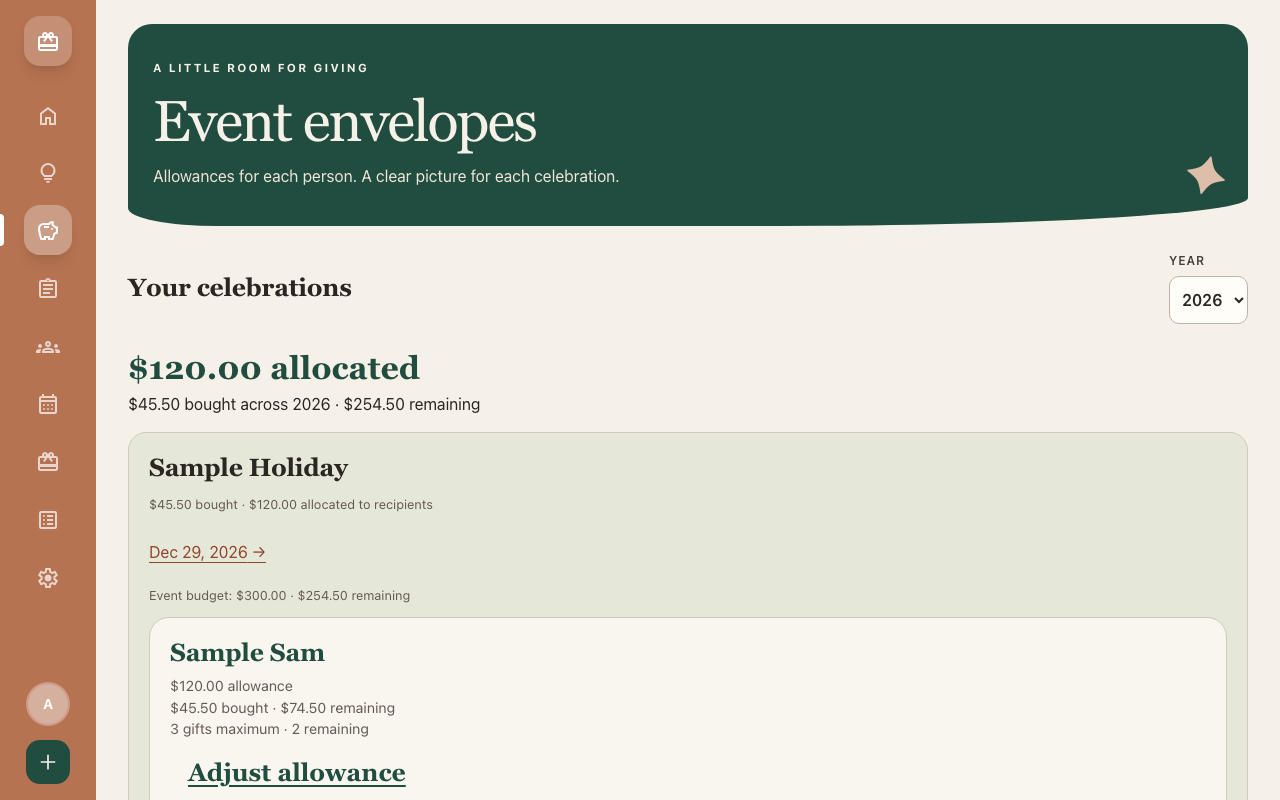 A LITTLE ROOM FOR GIVING
Event envelopes
Allowances for each person. A clear picture for each celebration.
Your celebrations
YEAR
2026
$120.00 allocated
$45.50 bought across 2026 · $254.50 remaining
Sample Holiday
$45.50 bought · $120.00 allocated to recipients
Dec 29, 2026 →
Event budget: $300.00 · $254.50 remaining
Sample Sam
$120.00 allowance
$45.50 bought · $74.50 remaining
3 gifts maximum · 2 remaining
Adjust allowance
A